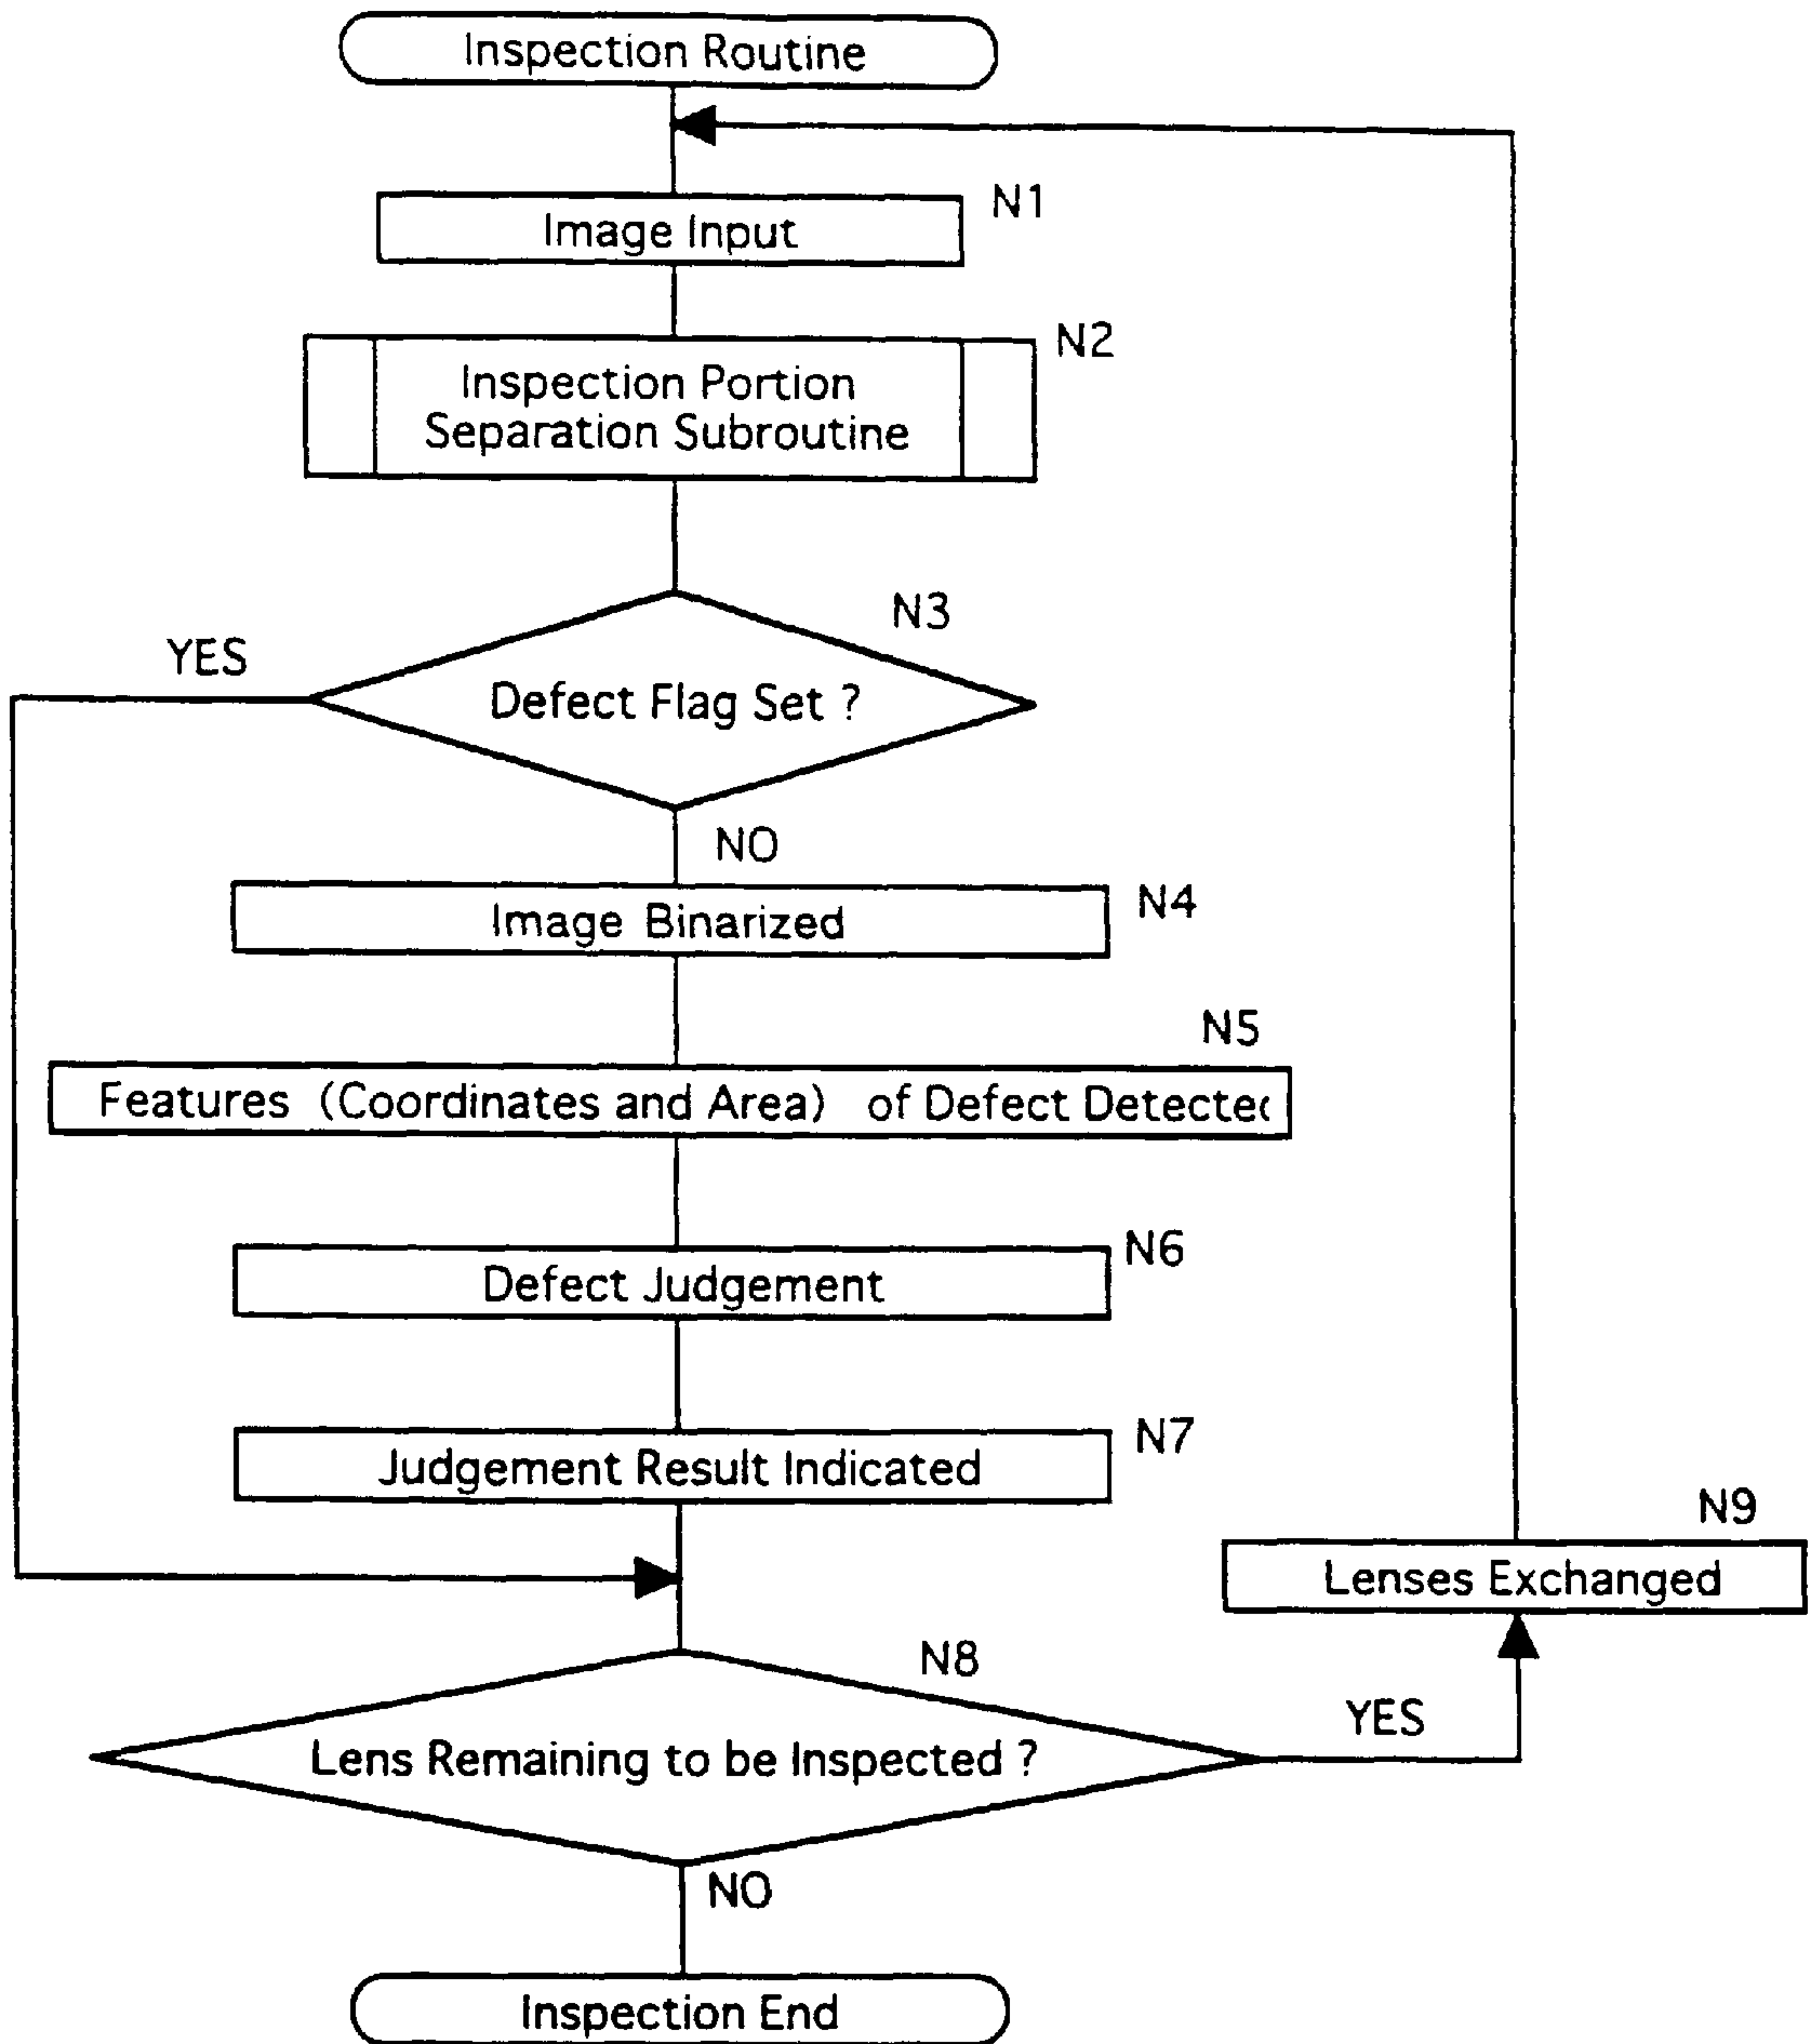 Inspection Routine
N1
Image Input
N2
Inspection Portion
Separation Subroutine
N3
YES
Defect Flag Set ?
NO
N4
Image Binarized
N5
Features (Coordinates and Area) of Defect Detected
N6
Defect Judgement
N7
Judgement Result Indicated
N9
Lenses Exchanged
N8
YES
Lens Remaining to be Inspected ?
NO
Inspection End